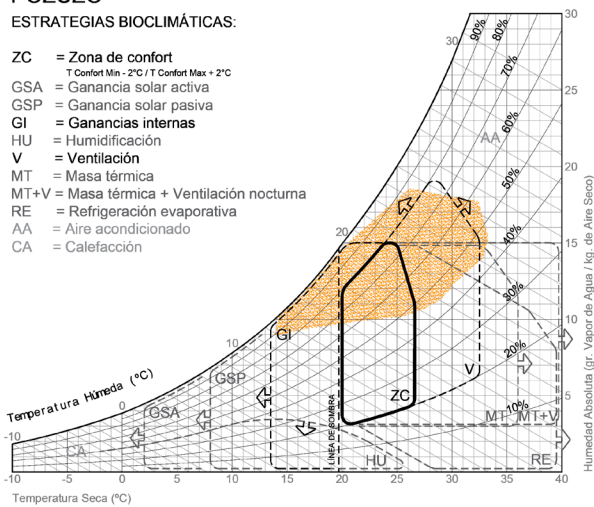 ESTRATEGIAS BIOCLIMÁTICAS:
ZC = Zona de confort
T Confort Min - 2°C / T Confort Max + 2°C
GSA = Ganancia solar activa
GSP = Ganancia solar pasiva
GI = Ganancias internas
HU = Humidificación
V = Ventilación
MT = Masa térmica
MT+V = Masa térmica + Ventilación nocturna
RE = Refrigeración evaporativa
AA = Aire acondicionado
CA = Calefacción
90%
80%
70%
60%
50%
40%
30%
20%
10%
30
25
20
15
5
Humedad Absoluta (gr. Vapor de Agua / kg. de Aire Seco)
AA
20
10
0
-10
Temperatura Húmeda (°C)
GI
GSP
GSA
CA
ZC
V
MT
MT+V
HU
RE
LÍNEA DE SOMBRA
-10
-5
0
5
10
15
20
25
30
35
40
Temperatura Seca (ºC)